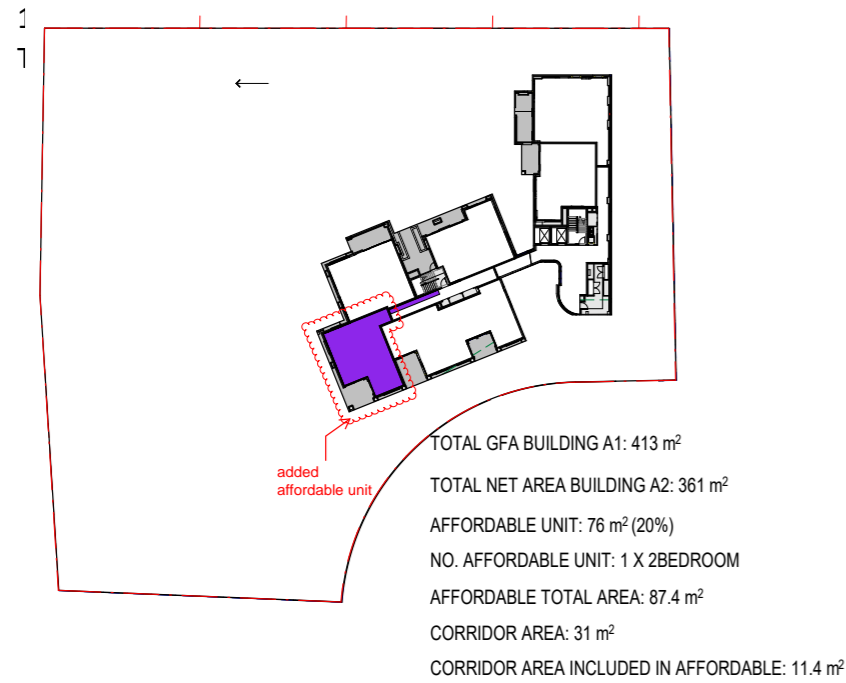 added
affordable unit
TOTAL GFA BUILDING A1: 413 m²
TOTAL NET AREA BUILDING A2: 361 m²
AFFORDABLE UNIT: 76 m² (20%)
NO. AFFORDABLE UNIT: 1 X 2BEDROOM
AFFORDABLE TOTAL AREA: 87.4 m²
CORRIDOR AREA: 31 m²
CORRIDOR AREA INCLUDED IN AFFORDABLE: 11.4 m²